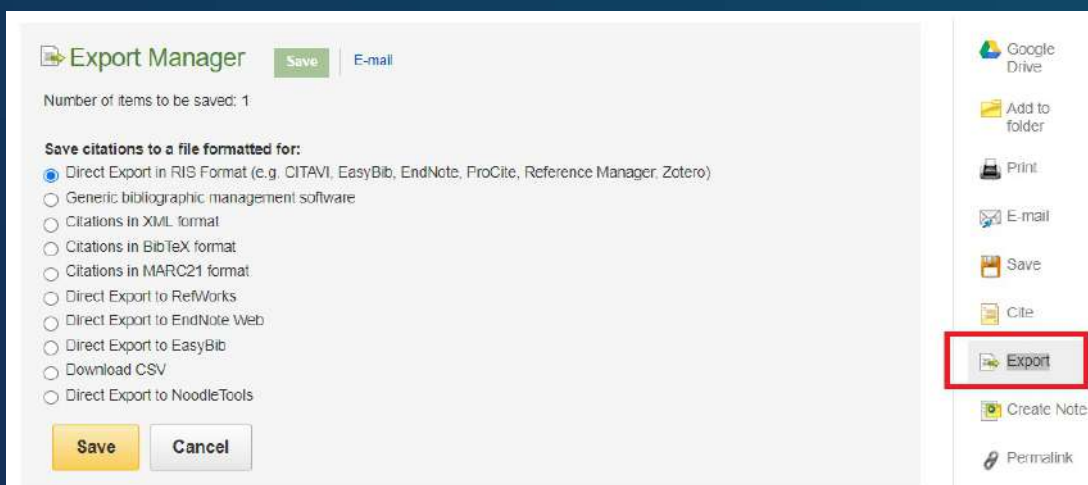 Export Manager
Save
E-mail
Number of items to be saved: 1
Save citations to a file formatted for:
Direct Export in RIS Format (e.g. CITAVI, EasyBib, EndNote, ProCite, Reference Manager, Zotero)
Generic bibliographic management software
Citations in XML format
Citations in BibTeX format
Citations in MARC21 format
Direct Export to RefWorks
Direct Export to EndNote Web
Direct Export to EasyBib
Download CSV
Direct Export to NoodleTools
Save
Cancel
Google
Drive
Add to
folder
Print
E-mail
Save
Cite
Export
Create Note
Permalink